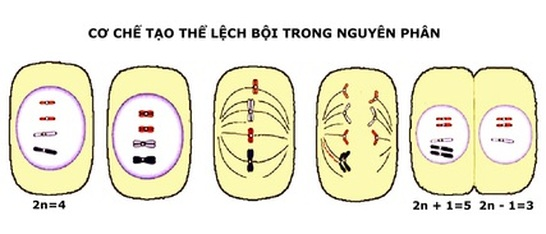 CƠ CHẾ TẠO THỂ LỆCH BỘI TRONG NGUYÊN PHÂN
2n=4
2n + 1=5 2n - 1=3